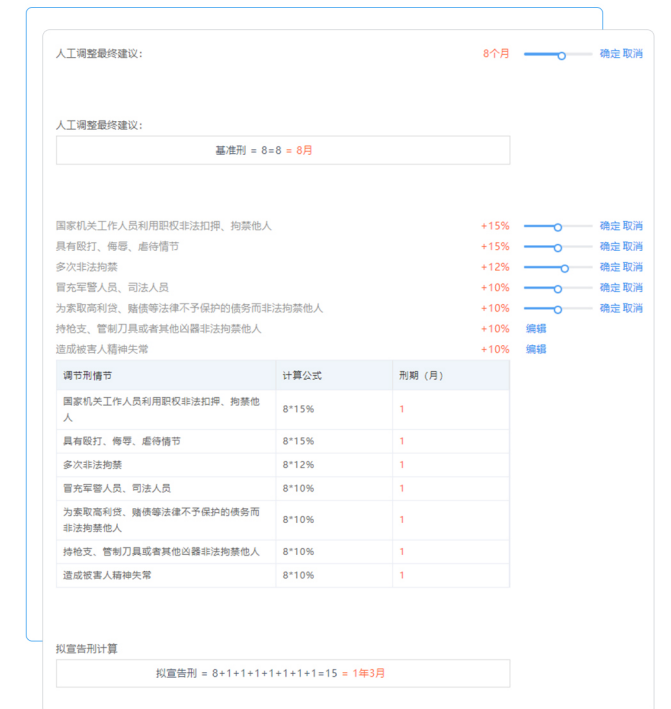 人工调整最终建议： 8个月 确定 取消
人工调整最终建议：
基准刑 = 8=8 = 8月
国家机关工作人员利用职权非法扣押、拘禁他人 +15% 确定 取消
具有殴打、侮辱、虐待情节 +15% 确定 取消
多次非法拘禁 +12% 确定 取消
冒充军警人员、司法人员 +10% 确定 取消
为索取高利贷、赌债等法律不予保护的债务而非法拘禁他人 +10% 确定 取消
持枪支、管制刀具或者其他凶器非法拘禁他人 +10% 编辑
造成被害人精神失常 +10% 编辑
调节刑情节 计算公式 刑期（月）
国家机关工作人员利用职权非法扣押、拘禁他
人 8*15% 1
具有殴打、侮辱、虐待情节 8*15% 1
多次非法拘禁 8*12% 1
冒充军警人员、司法人员 8*10% 1
为索取高利贷、赌债等法律不予保护的债务而
非法拘禁他人 8*10% 1
持枪支、管制刀具或者其他凶器非法拘禁他人 8*10% 1
造成被害人精神失常 8*10% 1
拟宣告刑计算
拟宣告刑 = 8+1+1+1+1+1+1+1=15 = 1年3月